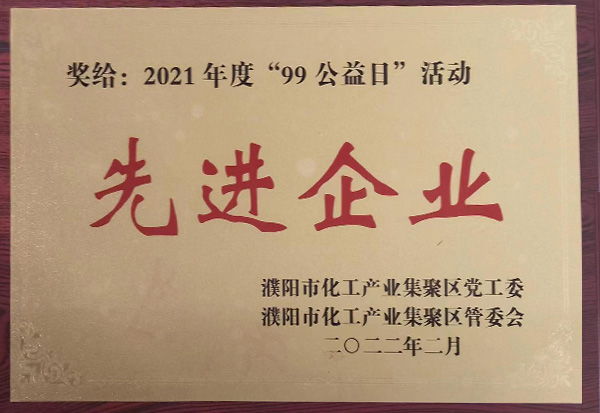 奖给：2021年度“99公益日”活动
先进企业
濮阳市化工产业集聚区党工委
濮阳市化工产业集聚区管委会
二〇二二年二月